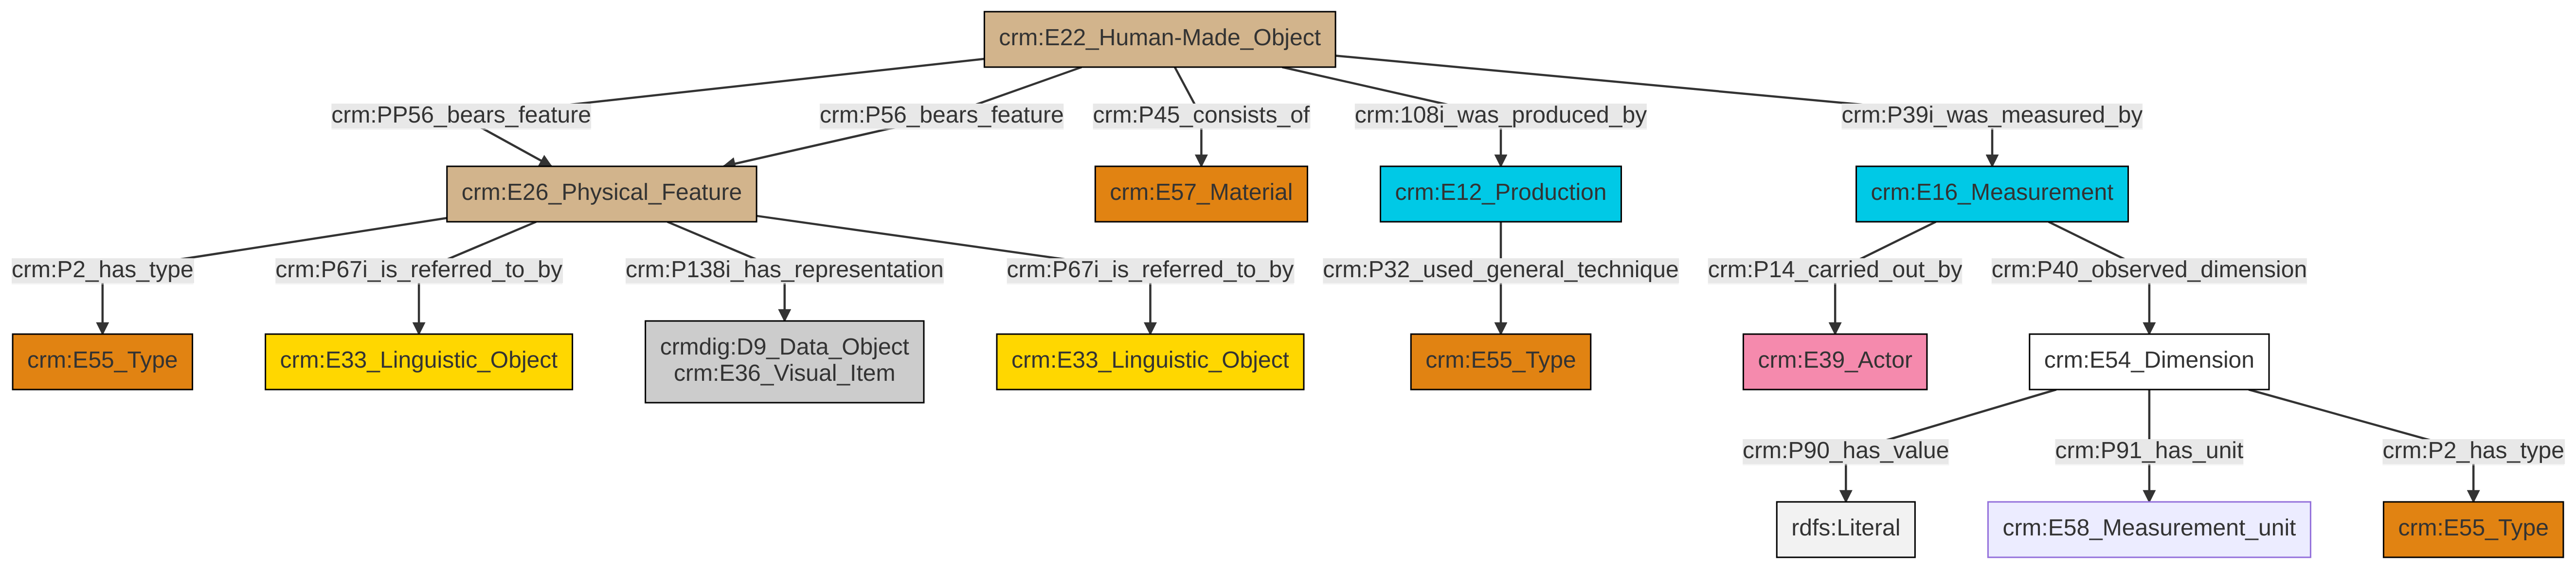 crm:E22_Human-Made_Object
crm:PP56_bears_feature
crm:P56_bears_feature
crm:P45_consists_of
crm:108i_was_produced_by
crm:P39i_was_measured_by
crm:E26_Physical_Feature
crm:E57_Material
crm:E12_Production
crm:E16_Measurement
crm:P2_has_type
crm:P67i_is_referred_to_by
crm:P138i_has_representation
crm:P67i_is_referred_to_by
crm:P32_used_general_technique
crm:P14_carried_out_by
crm:P40_observed_dimension
crm:E55_Type
crm:E33_Linguistic_Object
crmdig:D9_Data_Object
crm:E36_Visual_Item
crm:E33_Linguistic_Object
crm:E55_Type
crm:E39_Actor
crm:E54_Dimension
crm:P90_has_value
crm:P91_has_unit
crm:P2_has_type
rdfs:Literal
crm:E58_Measurement_unit
crm:E55_Type